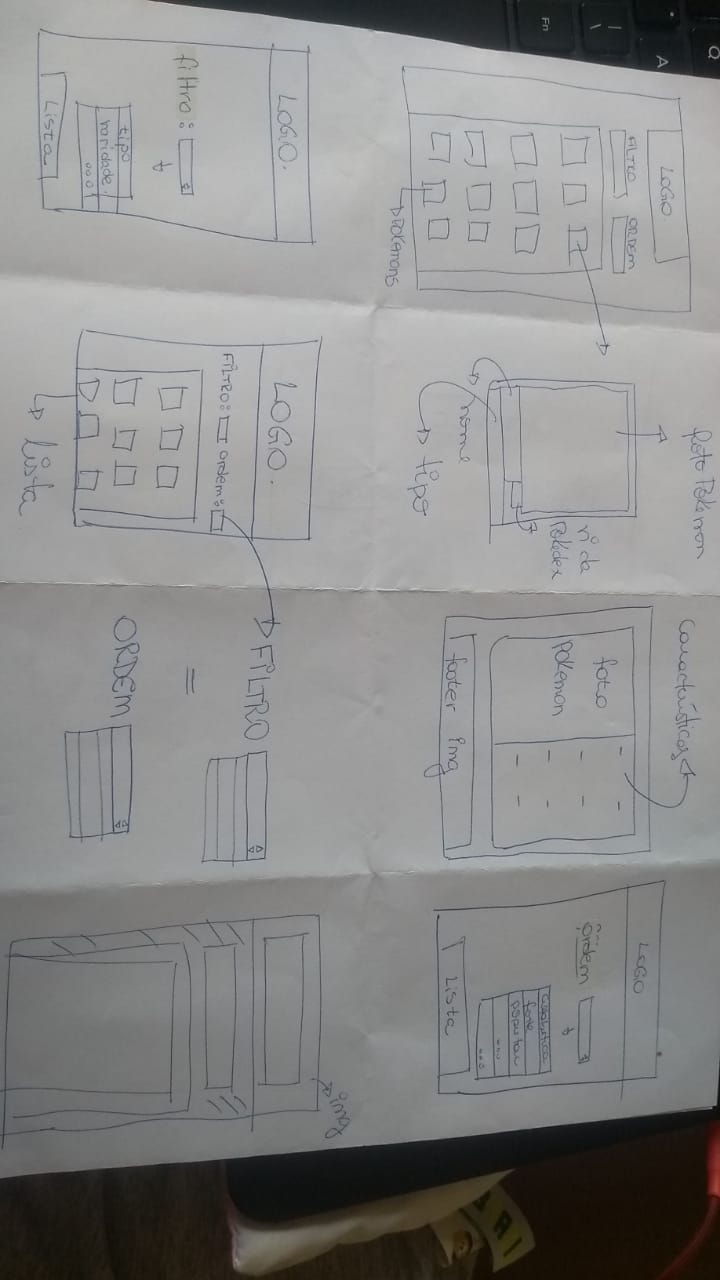 LOGO
FILTRO ORDEM
POKEMONS
foto Pokemon
nº da
Pokédex
nome
tipo
características
foto
pokemon
footer img
LOGO
ordem
alfabética
forte
popular
...
...
Lista
LOGO.
filtro:
tipo
raridade.
...
Lista
LOGO.
FILTRO: ordem:
lista
FILTRO
=
ORDEM
img
Q
A
|
\
Fn